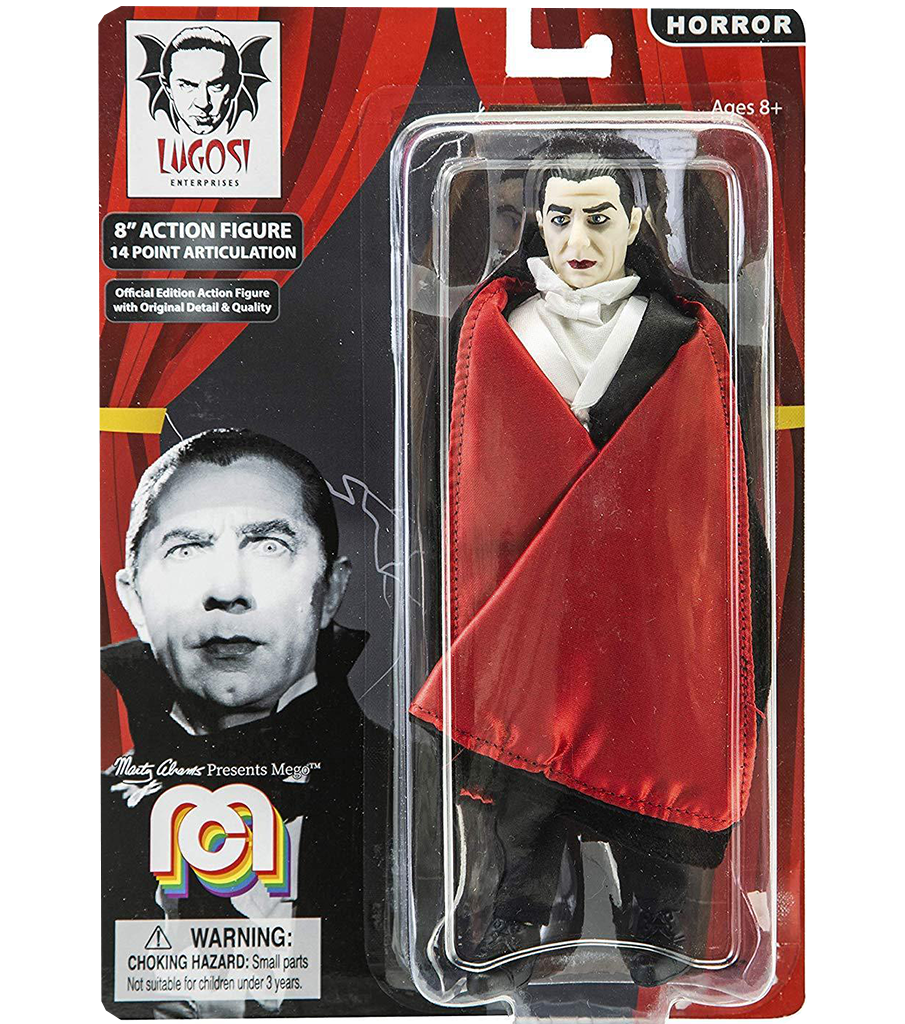 HORROR
Ages 8+
LUGOSI
ENTERPRISES
8” ACTION FIGURE
14 POINT ARTICULATION
Official Edition Action Figure
with Original Detail & Quality
Marty Abrams Presents Mego™
WARNING:
CHOKING HAZARD: Small parts
Not suitable for children under 3 years.